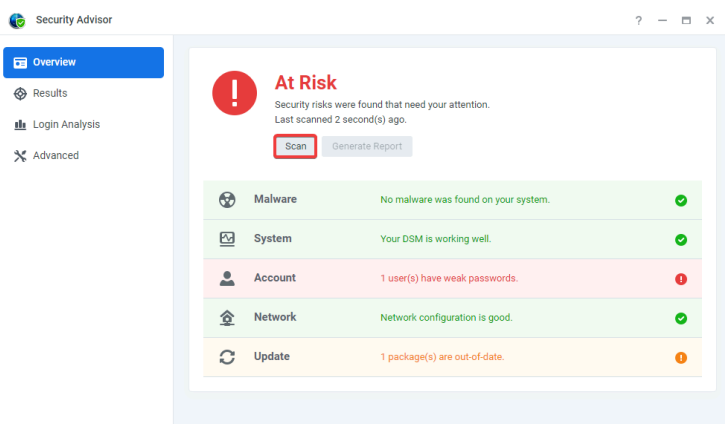 Security Advisor
?
Overview
Results
Login Analysis
Advanced
At Risk
Security risks were found that need your attention.
Last scanned 2 second(s) ago.
Scan
Generate Report
Malware
No malware was found on your system.
System
Your DSM is working well.
Account
1 user(s) have weak passwords.
Network
Network configuration is good.
Update
1 package(s) are out-of-date.